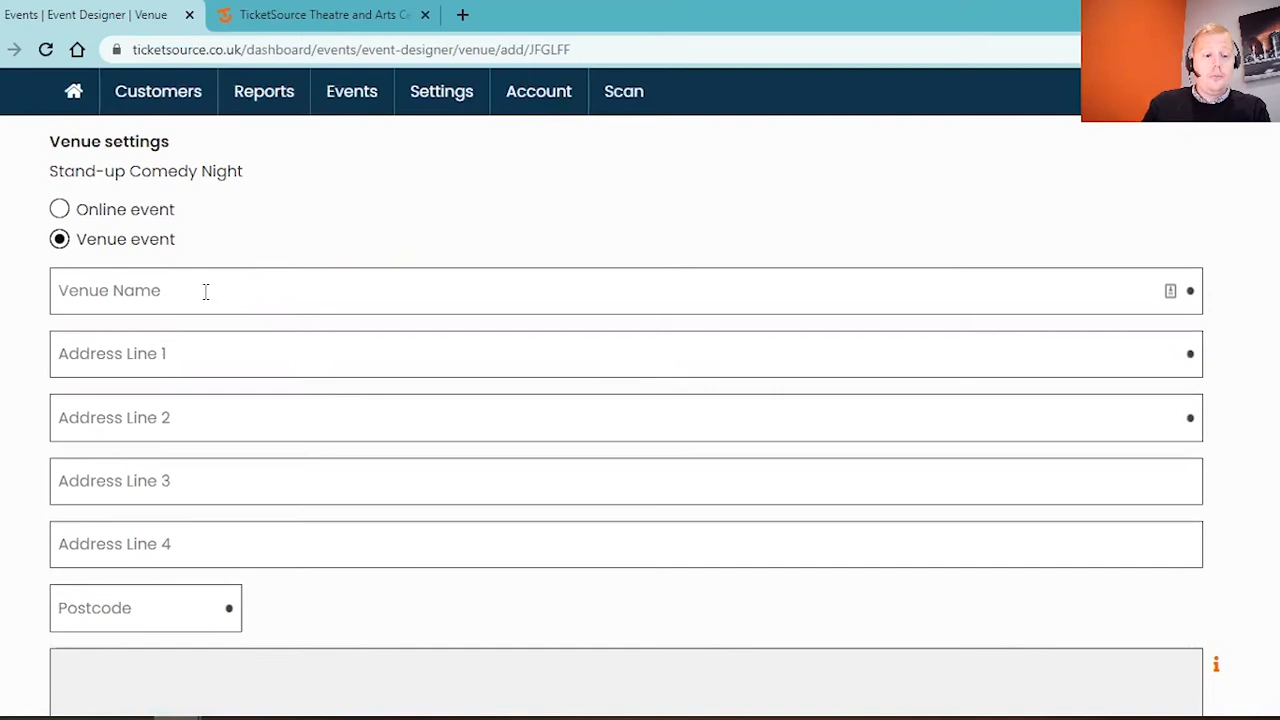 Events | Event Designer | Venue
TicketSource Theatre and Arts Ce
ticketsource.co.uk/dashboard/events/event-designer/venue/add/JFGLFF
Customers
Reports
Events
Settings
Account
Scan
Venue settings
Stand-up Comedy Night
Online event
Venue event
Venue Name
Address Line 1
Address Line 2
Address Line 3
Address Line 4
Postcode